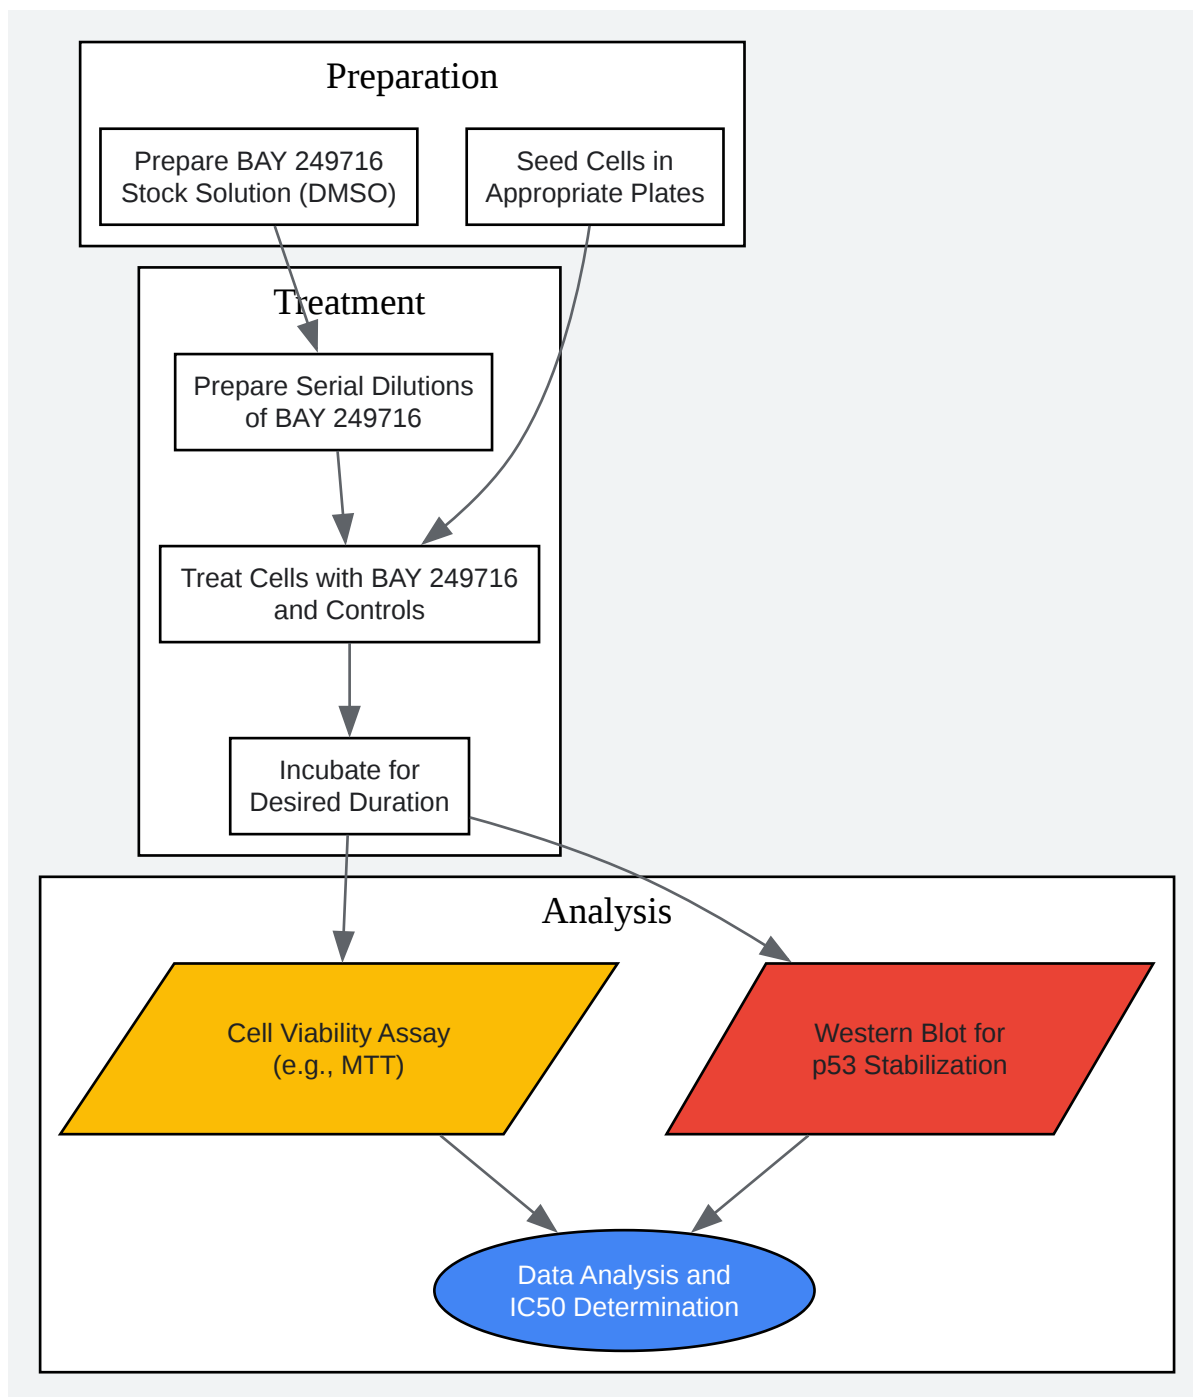 Preparation
Prepare BAY 249716
Stock Solution (DMSO)
Seed Cells in
Appropriate Plates
Treatment
Prepare Serial Dilutions
of BAY 249716
Treat Cells with BAY 249716
and Controls
Incubate for
Desired Duration
Analysis
Cell Viability Assay
(e.g., MTT)
Western Blot for
p53 Stabilization
Data Analysis and
IC50 Determination